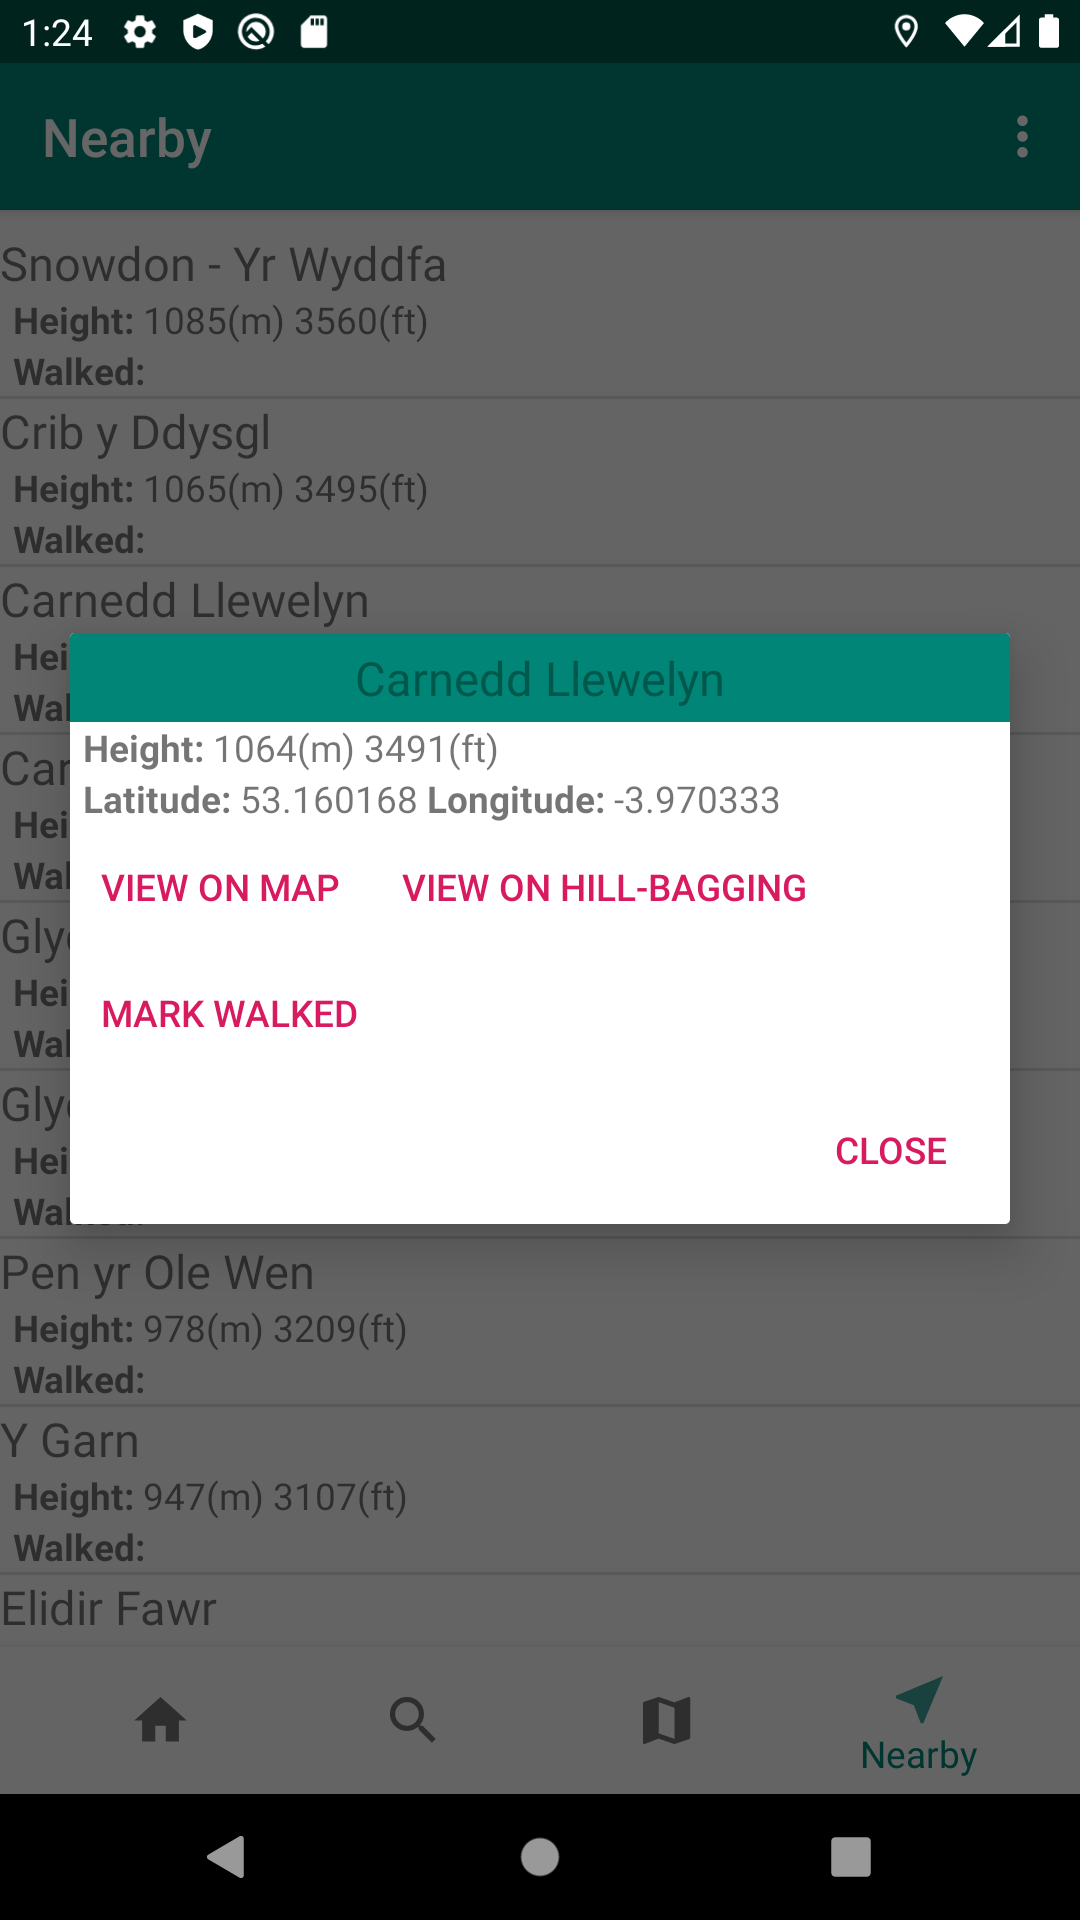 1:24
Nearby
Snowdon - Yr Wyddfa
Height: 1085(m) 3560(ft)
Walked:
Crib y Ddysgl
Height: 1065(m) 3495(ft)
Walked:
Carnedd Llewelyn
Hei
Wal
Car
Hei
Wal
Gly
Hei
Wal
Gly
Hei
Walked:
Carnedd Llewelyn
Height: 1064(m) 3491(ft)
Latitude: 53.160168 Longitude: -3.970333
VIEW ON MAP VIEW ON HILL-BAGGING
MARK WALKED
CLOSE
Pen yr Ole Wen
Height: 978(m) 3209(ft)
Walked:
Y Garn
Height: 947(m) 3107(ft)
Walked:
Elidir Fawr
Nearby